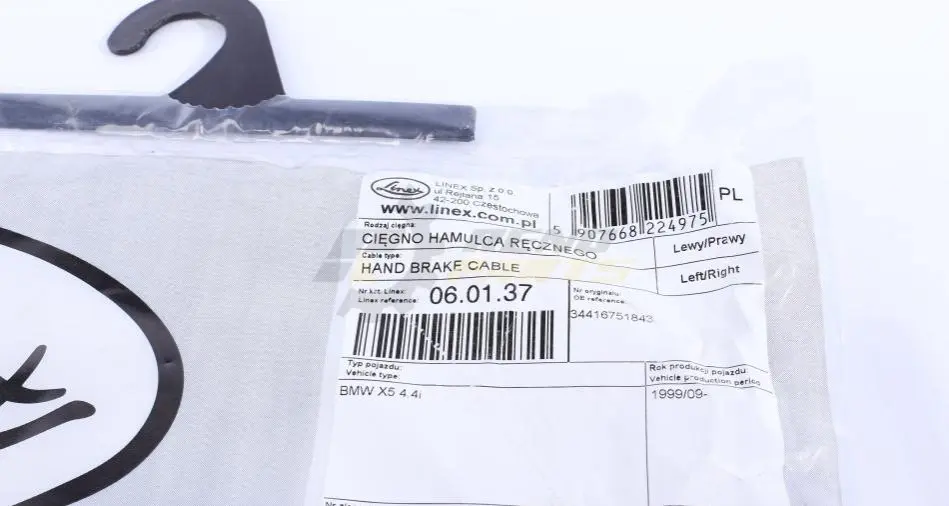 Linex
LINEX Sp. z o.o.
ul Rejtana 15
42-200 Częstochowa
www.linex.com.pl
5 907668 224975
PL
Rodzaj cięgna:
CIĘGNO HAMULCA RĘCZNEGO
Lewy/Prawy
Cable type:
HAND BRAKE CABLE
Left/Right
Nr kat. Linex:
Linex reference:
06.01.37
Nr oryginału:
OE reference:
34416751843
Typ pojazdu:
Vehicle type:
Rok produkcji pojazdu:
Vehicle production period
BMW X5 4.4i
1999/09-